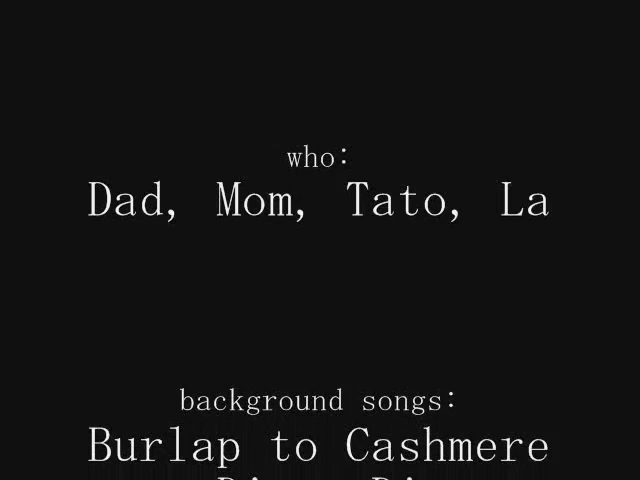 who:
Dad, Mom, Tato, La
background songs:
Burlap to Cashmere